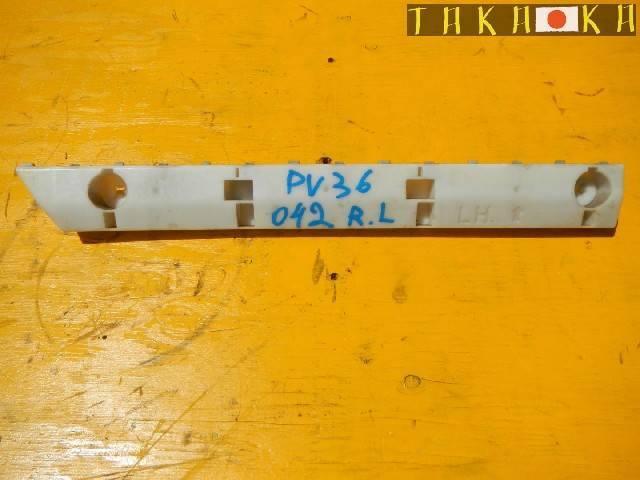 TAKAOKA
PV36
042 R.L
LH.